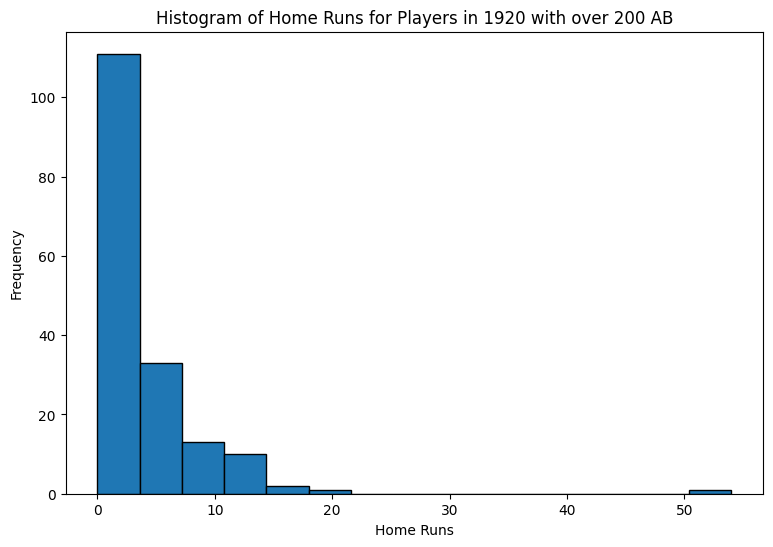 Histogram of Home Runs for Players in 1920 with over 200 AB
Frequency
100
80
60
40
20
0
0 10 20 30 40 50
Home Runs